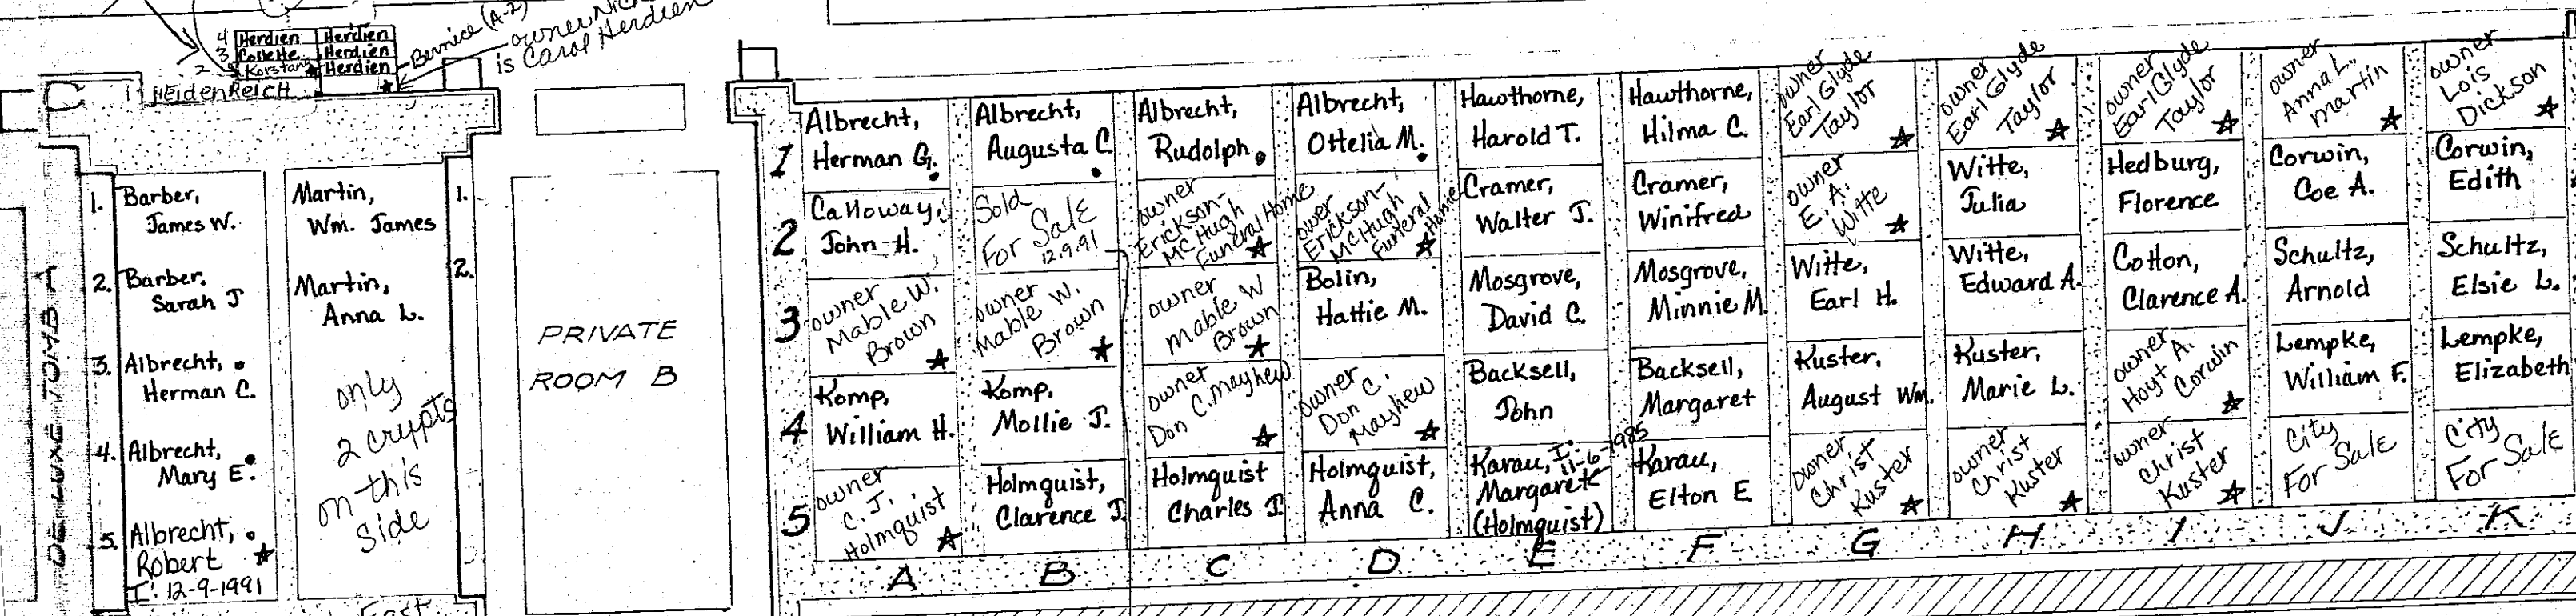 4 Herdien Herdien
3 Collette Herdien
2 Korstan Herdien
Bernice (A-2)
owner
is Carol Herdien
HEidenREicH
DE LUXE TOMB A
1. Barber,
James W.
2. Barber.
Sarah J
3. Albrecht,
Herman C.
4. Albrecht,
Mary E.
5. Albrecht,
Robert
I. 12-9-1991
1.
Martin,
Wm. James
2.
Martin,
Anna L.
only
2 crypts
on this
side
East
PRIVATE
ROOM B
1
Albrecht,
Herman G.
Albrecht,
Augusta C.
Albrecht,
Rudolph
Albrecht,
Ottelia M.
Hawthorne,
Harold T.
Hawthorne,
Hilma C.
owner
Earl Glyde
Taylor
owner
Earl Glyde
Taylor
owner
Earl Glyde
Taylor
owner
Anna L.
Martin
owner
Lois
Dickson
2
Calloway,
John H.
Sold
For Sale
12.9.91
owner
Erickson-
McHugh
Funeral Home
owner
Erickson-
McHugh
Funeral Home
Cramer,
Walter J.
Cramer,
Winifred
owner
E. A.
Witte
Witte,
Julia
Hedburg,
Florence
Corwin,
Coe A.
Corwin,
Edith
3
owner
Mable W.
Brown
owner
Mable W.
Brown
owner
Mable W
Brown
Bolin,
Hattie M.
Mosgrove,
David C.
Mosgrove,
Minnie M.
Witte,
Earl H.
Witte,
Edward A.
Cotton,
Clarence A.
Schultz,
Arnold
Schultz,
Elsie L.
4
Komp,
William H.
Komp,
Mollie J.
owner
Don C. Mayhew
owner
Don C.
Mayhew
Backsell,
John
Backsell,
Margaret
Kuster,
August Wm.
Kuster,
Marie L.
owner
Hoyt A.
Corwin
Lempke,
William F.
Lempke,
Elizabeth
5
owner
C. J.
Holmquist
Holmquist,
Clarence J.
Holmquist
Charles J.
Holmquist,
Anna C.
Karau, I. 11-6-1985
Margaret
(Holmquist)
Karau,
Elton E.
owner
Christ
Kuster
owner
Christ
Kuster
owner
Christ
Kuster
City
For Sale
City
For Sale
A B C D E F G H I J K